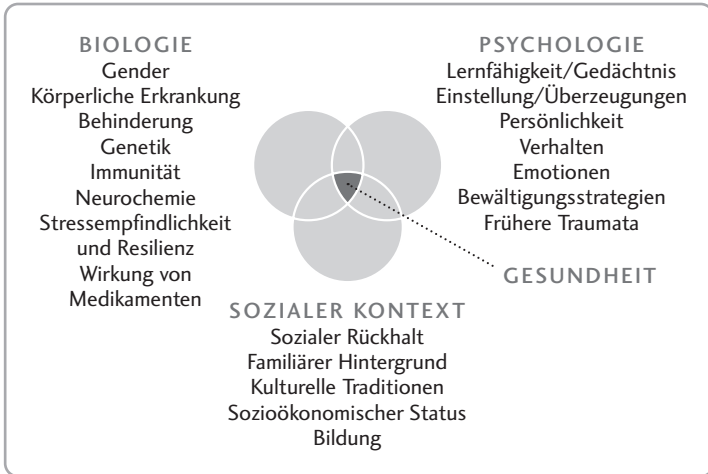 BIOLOGIE
Gender
Körperliche Erkrankung
Behinderung
Genetik
Immunität
Neurochemie
Stressempfindlichkeit
und Resilienz
Wirkung von
Medikamenten
PSYCHOLOGIE
Lernfähigkeit/Gedächtnis
Einstellung/Überzeugungen
Persönlichkeit
Verhalten
Emotionen
Bewältigungsstrategien
Frühere Traumata
GESUNDHEIT
SOZIALER KONTEXT
Sozialer Rückhalt
Familiärer Hintergrund
Kulturelle Traditionen
Sozioökonomischer Status
Bildung